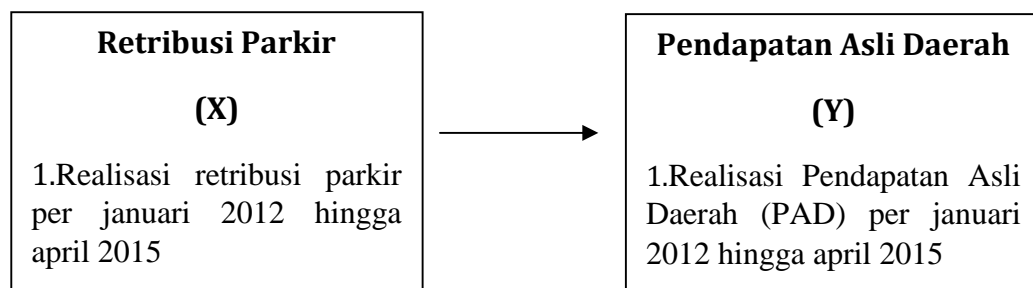 Retribusi Parkir
(X)
1.Realisasi retribusi parkir
per januari 2012 hingga
april 2015
Pendapatan Asli Daerah
(Y)
1.Realisasi Pendapatan Asli
Daerah (PAD) per januari
2012 hingga april 2015